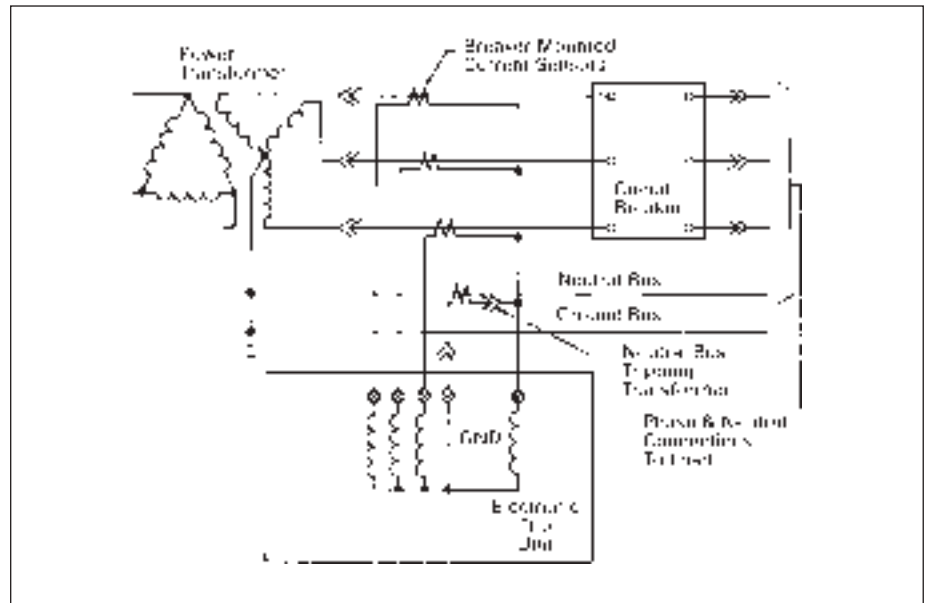 Power
Transformer
Breaker Mounted
Current Sensors
Circuit
Breaker
Neutral Bus
Ground Bus
Neutral Bus
Tripping
Transformer
Phase & Neutral
Connections
To Load
GND
Electronic
Trip
Unit